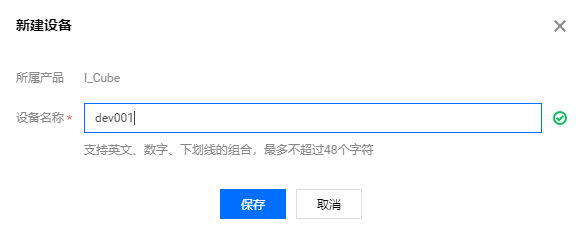 新建设备
所属产品 I_Cube
设备名称 * dev001
支持英文、数字、下划线的组合，最多不超过48个字符
保存 取消